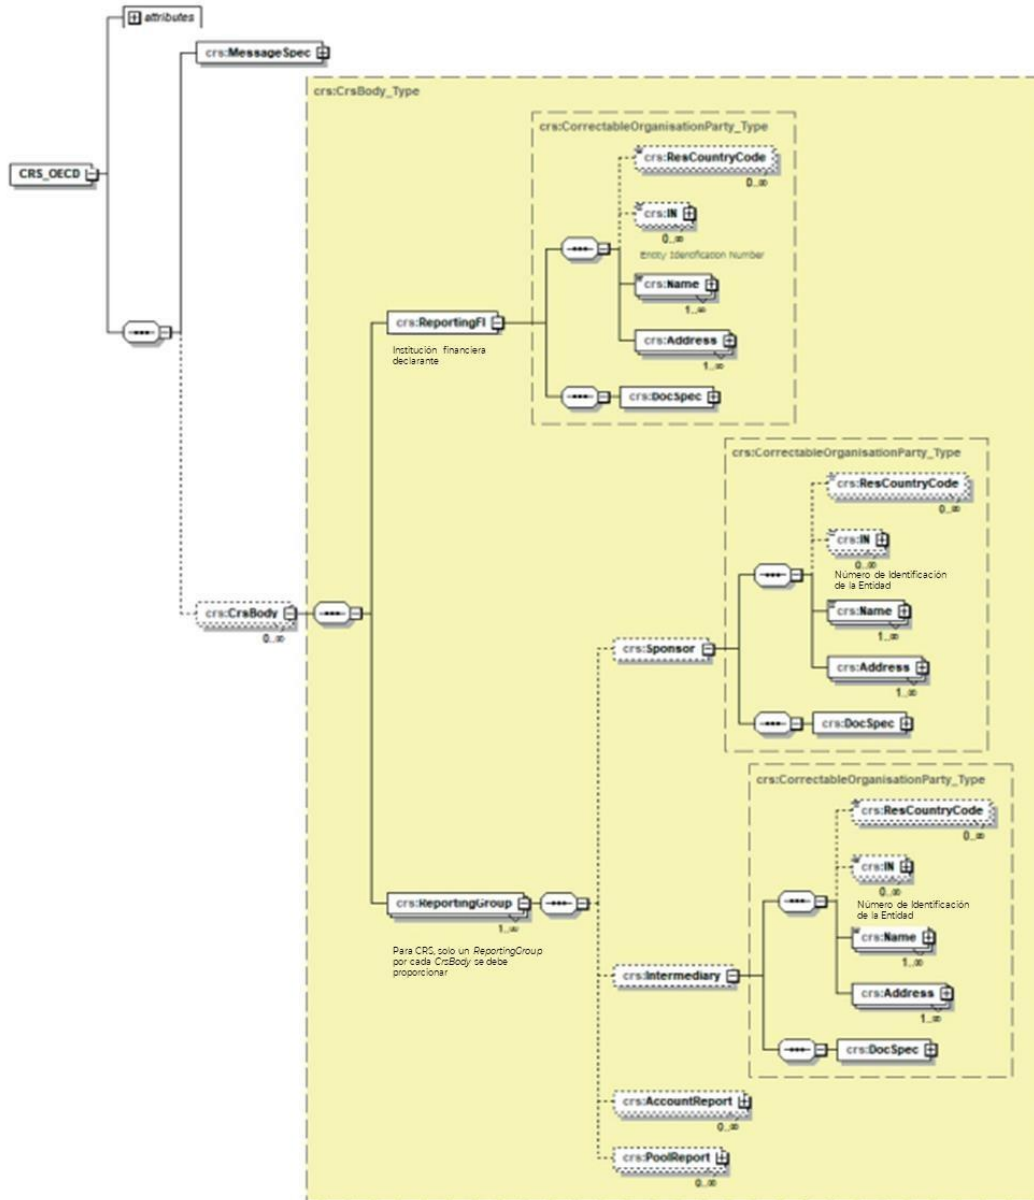 attributes
crs:MessageSpec
crs:CrsBody_Type
crs:CorrectableOrganisationParty_Type
crs:ResCountryCode
0..∞
CRS_OECD
crs:IN
0..∞
Entity Identification Number
crs:Name
1..∞
crs:ReportingFI
crs:Address
1..∞
Institución financiera
declarante
crs:DocSpec
crs:CorrectableOrganisationParty_Type
crs:ResCountryCode
0..∞
crs:IN
0..∞
Número de Identificación
de la Entidad
crs:Name
1..∞
crs:CrsBody
0..∞
crs:Sponsor
crs:Address
1..∞
crs:DocSpec
crs:CorrectableOrganisationParty_Type
crs:ResCountryCode
0..∞
crs:IN
0..∞
Número de Identificación
de la Entidad
crs:ReportingGroup
1..∞
crs:Name
1..∞
Para CRS, solo un ReportingGroup
por cada CrsBody se debe
proporcionar
crs:Intermediary
crs:Address
1..∞
crs:DocSpec
crs:AccountReport
0..∞
crs:PoolReport
0..∞